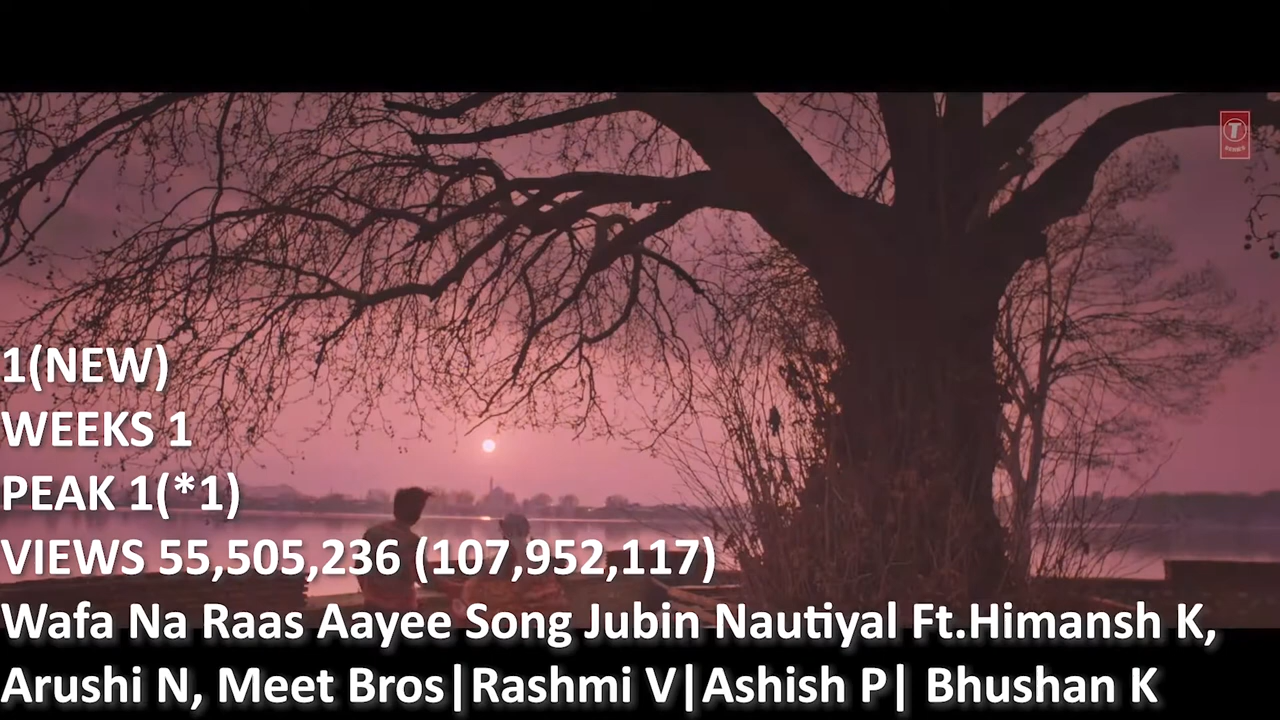 T
SERIES
1(NEW)
WEEKS 1
PEAK 1(*1)
VIEWS 55,505,236 (107,952,117)
Wafa Na Raas Aayee Song Jubin Nautiyal Ft.Himansh K,
Arushi N, Meet Bros|Rashmi V|Ashish P| Bhushan K